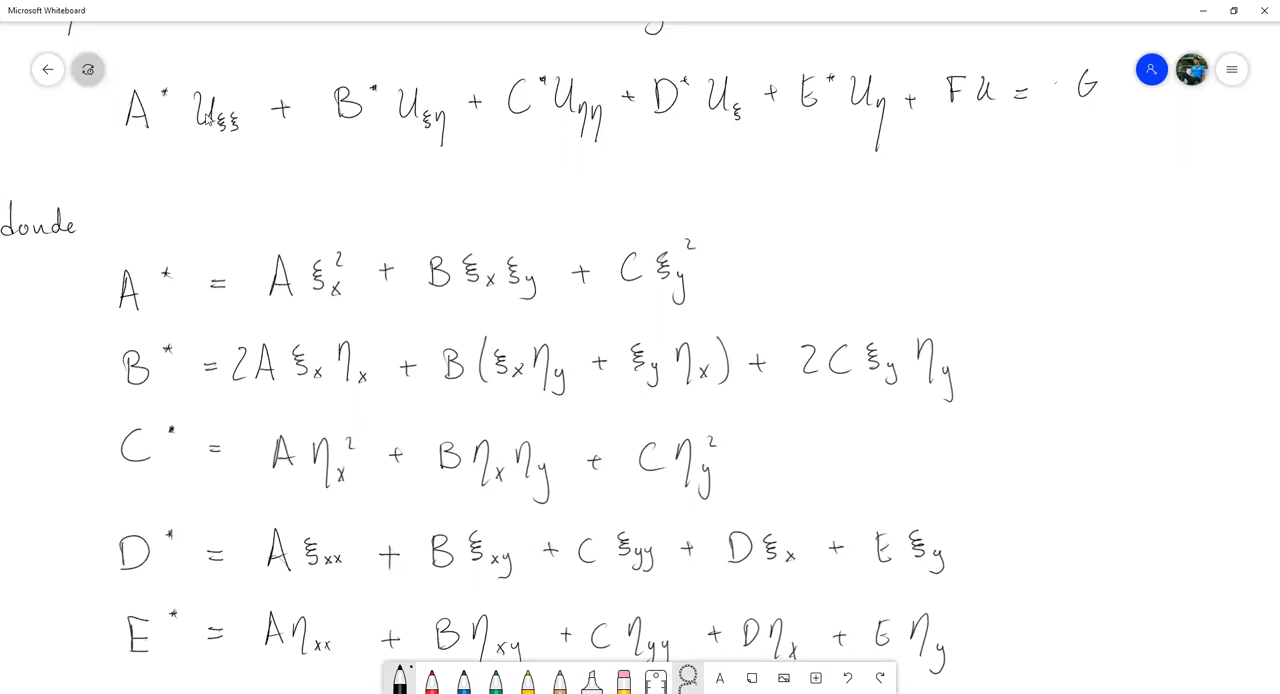 Microsoft Whiteboard
A* u_ξξ + B* u_ξη + C* u_ηη + D* u_ξ + E* u_η + Fu = G
donde
A* = A ξ_x² + B ξ_x ξ_y + C ξ_y²
B* = 2A ξ_x η_x + B(ξ_x η_y + ξ_y η_x) + 2C ξ_y η_y
C* = A η_x² + B η_x η_y + C η_y²
D* = A ξ_xx + B ξ_xy + C ξ_yy + D ξ_x + E ξ_y
E* = A η_xx + B η_xy + C η_yy + D η_x + E η_y